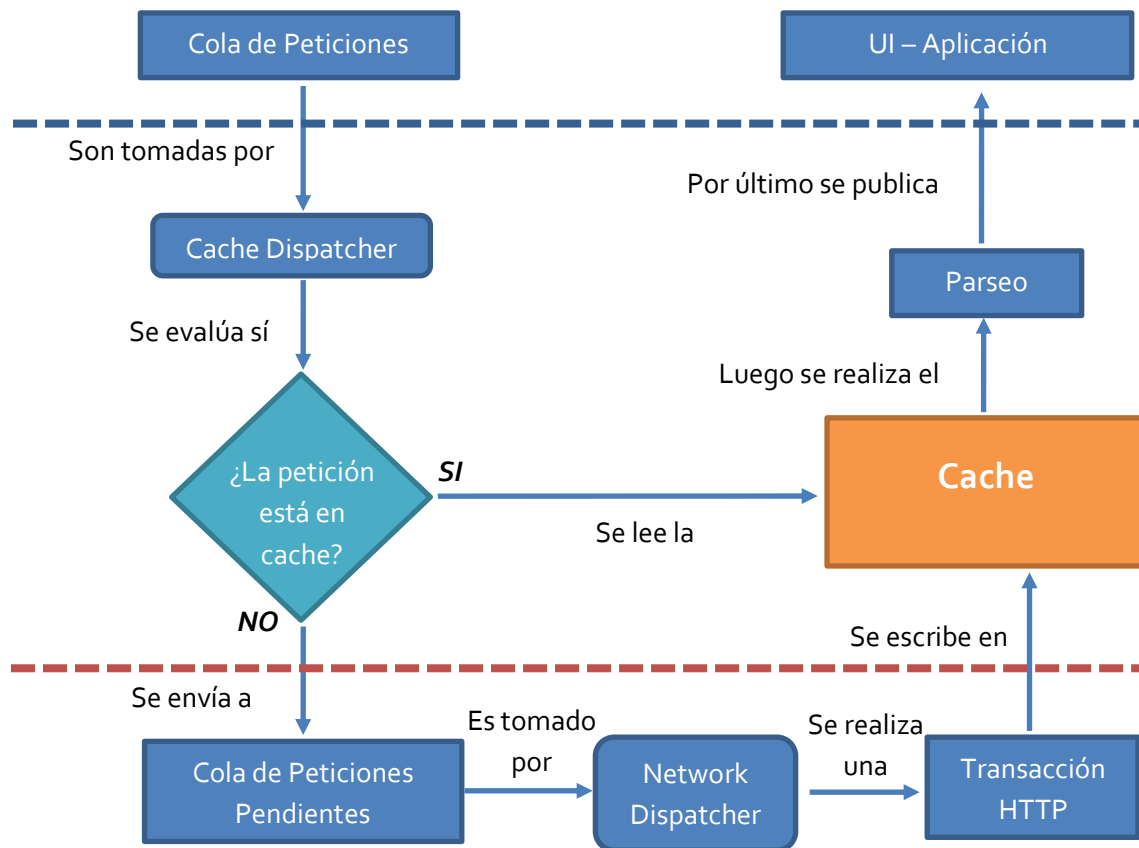 Cola de Peticiones
UI – Aplicación
Son tomadas por
Por último se publica
Cache Dispatcher
Parseo
Se evalúa sí
Luego se realiza el
¿La petición
está en
cache?
SI
Se lee la
Cache
NO
Se escribe en
Se envía a
Es tomado
por
Se realiza
una
Cola de Peticiones
Pendientes
Network
Dispatcher
Transacción
HTTP